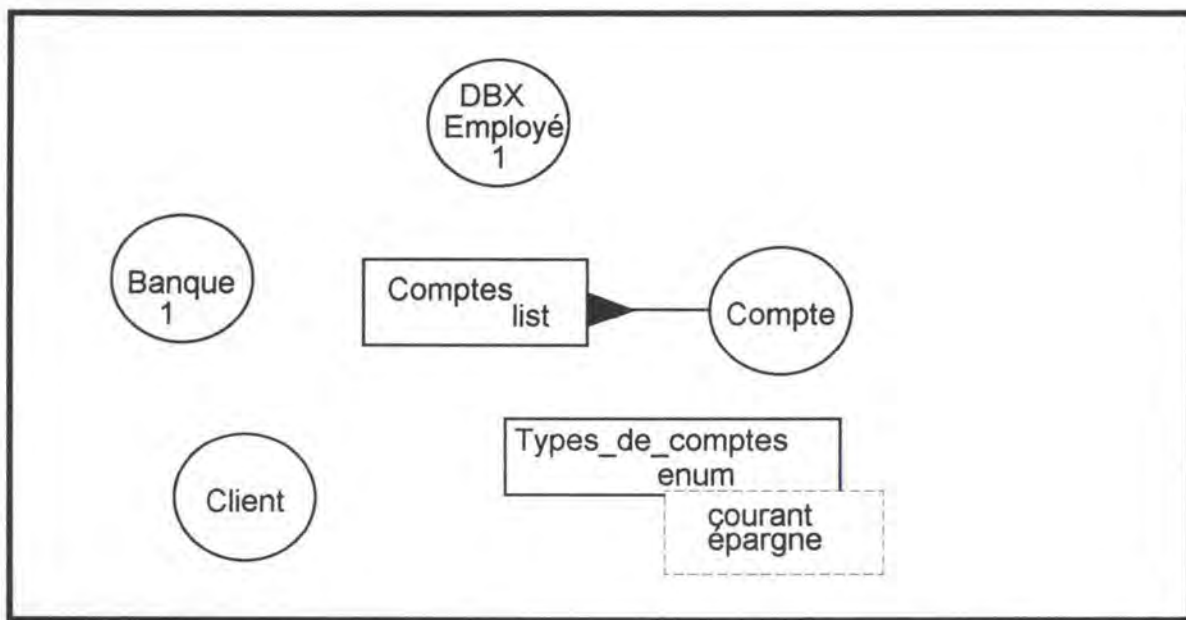 DBX
Employé
1
Banque
1
Comptes
list
Compte
Types_de_comptes
enum
courant
épargne
Client